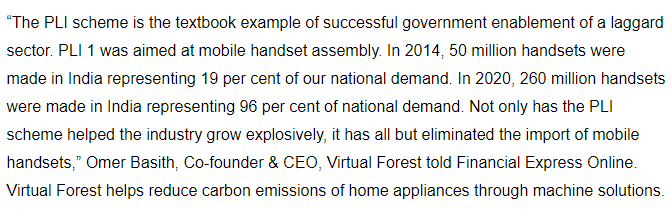 “The PLI scheme is the textbook example of successful government enablement of a laggard
sector. PLI 1 was aimed at mobile handset assembly. In 2014, 50 million handsets were
made in India representing 19 per cent of our national demand. In 2020, 260 million handsets
were made in India representing 96 per cent of national demand. Not only has the PLI
scheme helped the industry grow explosively, it has all but eliminated the import of mobile
handsets,” Omer Basith, Co-founder & CEO, Virtual Forest told Financial Express Online.
Virtual Forest helps reduce carbon emissions of home appliances through machine solutions.